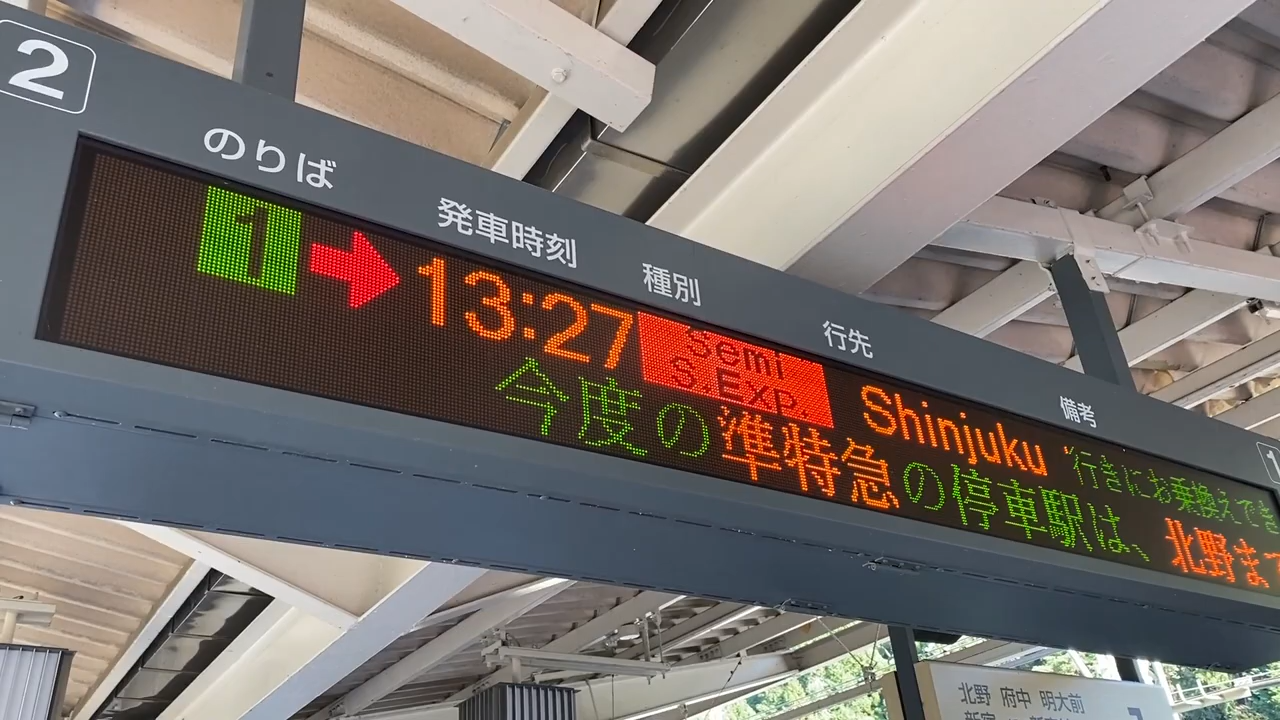 2
のりば 発車時刻 種別 行先 備考
1 → 13:27 Semi S.Exp Shinjuku 行きにお乗換えでき
今度の準特急の停車駅は、北野まで
1
北野 府中 明大前